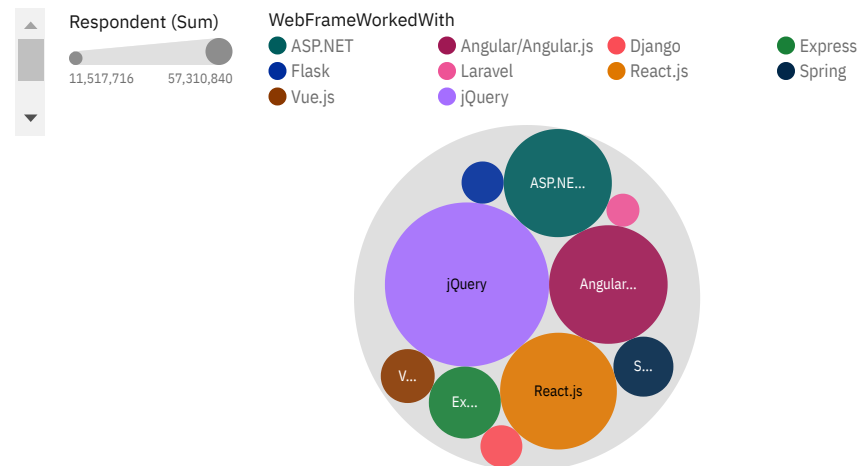 Respondent (Sum)
11,517,716 57,310,840
WebFrameWorkedWith
ASP.NET Angular/Angular.js Django Express
Flask Laravel React.js Spring
Vue.js jQuery
ASP.NE...
jQuery
Angular...
S...
V...
Ex...
React.js